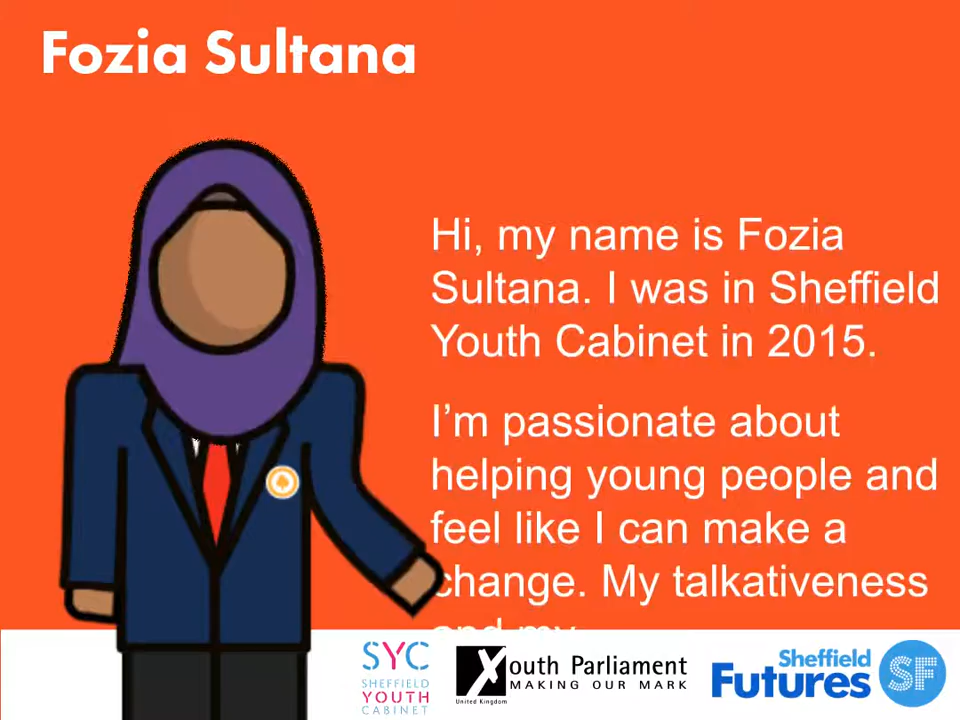 Fozia Sultana
Hi, my name is Fozia
Sultana. I was in Sheffield
Youth Cabinet in 2015.
I’m passionate about
helping young people and
feel like I can make a
change. My talkativeness
and my
SYC
SHEFFIELD
YOUTH
CABINET
Youth Parliament
MAKING OUR MARK
United Kingdom
Sheffield
Futures
SF